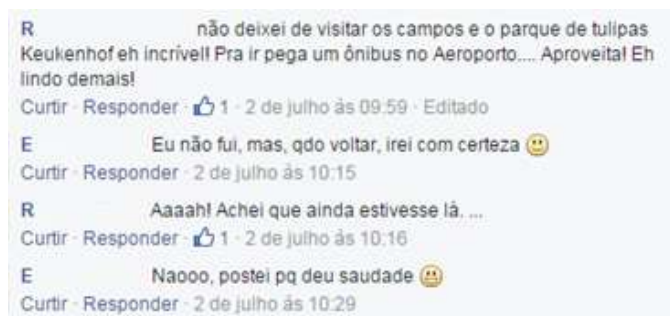 R não deixei de visitar os campos e o parque de tulipas
Keukenhof eh incrível! Pra ir pega um ônibus no Aeroporto.... Aproveita! Eh
lindo demais!
Curtir · Responder · 1 · 2 de julho às 09:59 · Editado
E Eu não fui, mas, qdo voltar, irei com certeza
Curtir · Responder · 2 de julho às 10:15
R Aaaah! Achei que ainda estivesse lá. ...
Curtir · Responder · 1 · 2 de julho às 10:16
E Naooo, postei pq deu saudade
Curtir · Responder · 2 de julho às 10:29